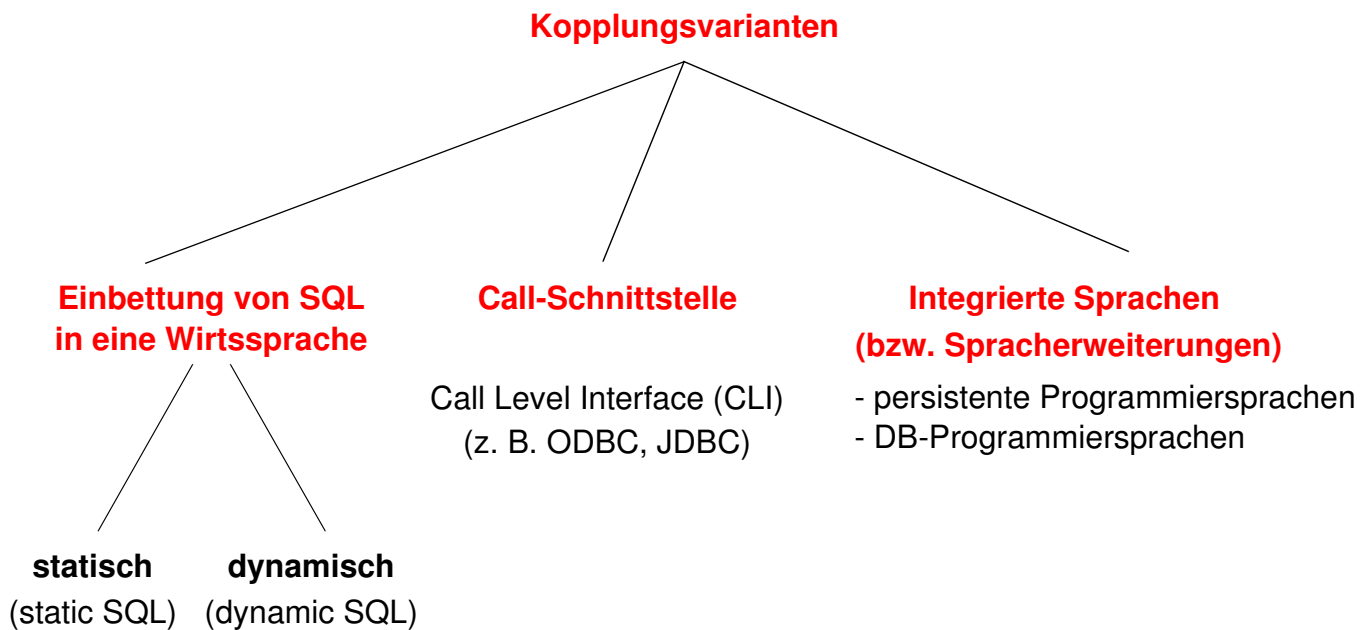 Kopplungsvarianten
Einbettung von SQL
in eine Wirtssprache
statisch
(static SQL)
dynamisch
(dynamic SQL)
Call-Schnittstelle
Call Level Interface (CLI)
(z. B. ODBC, JDBC)
Integrierte Sprachen
(bzw. Spracherweiterungen)
- persistente Programmiersprachen
- DB-Programmiersprachen